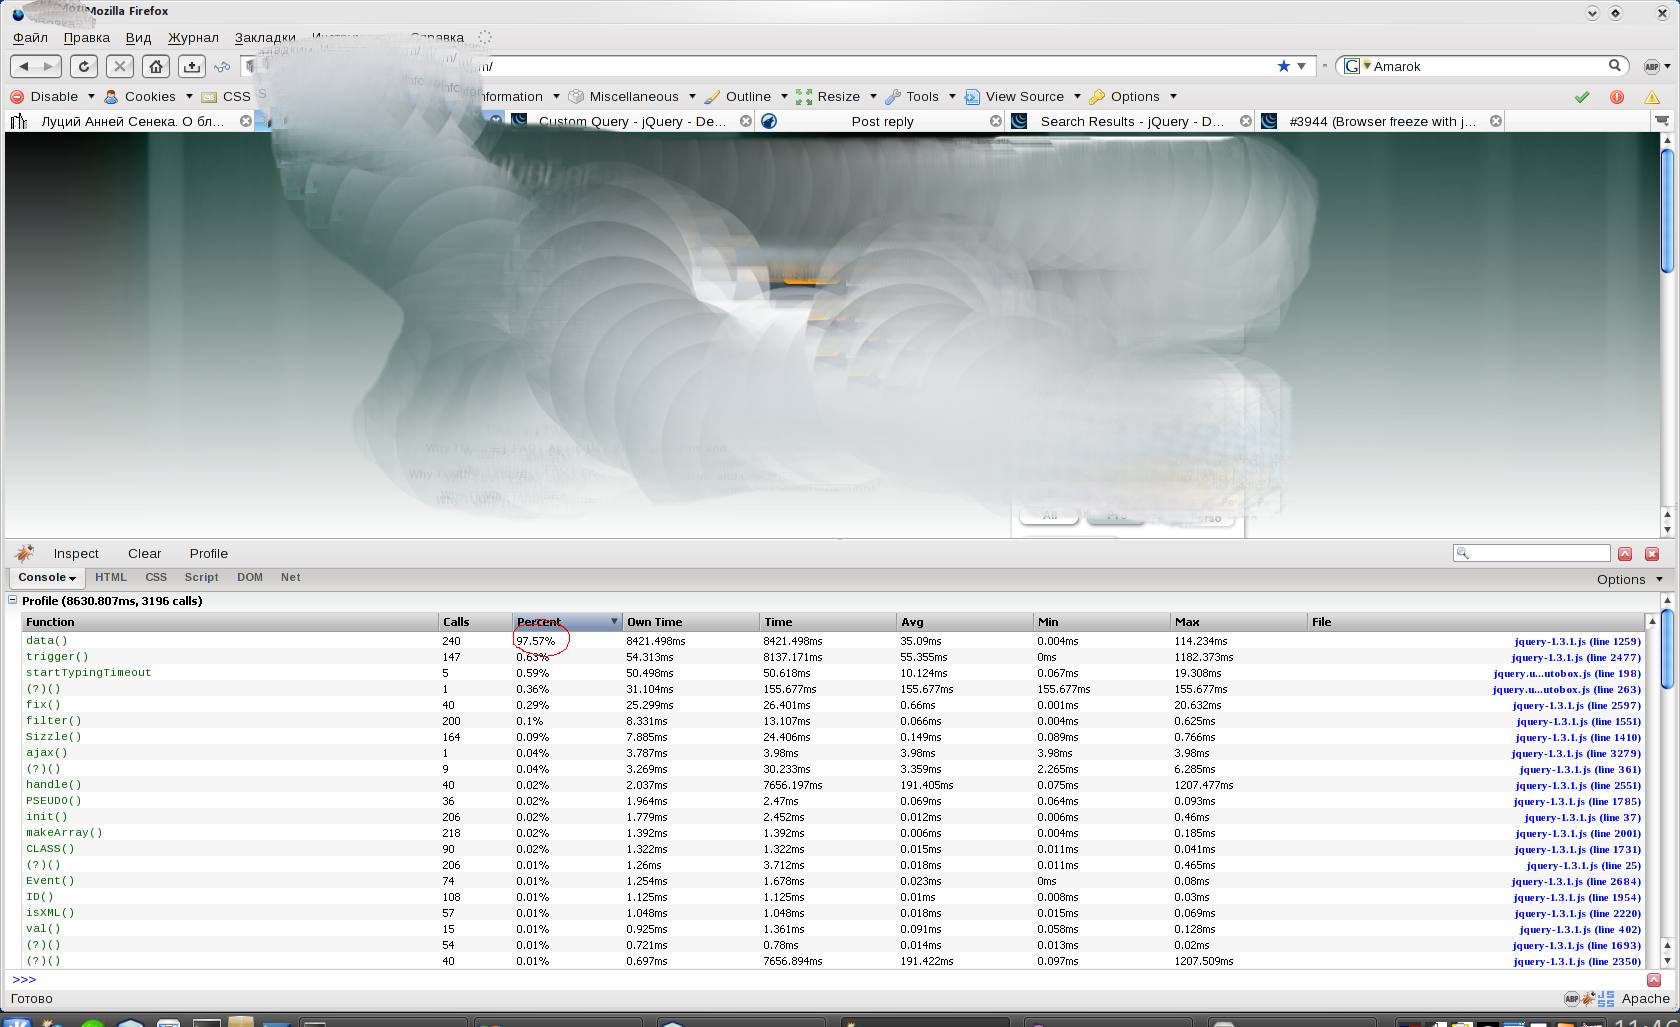 Mozilla Firefox
Файл Правка Вид Журнал Закладки
Amarok ABP
Disable Cookies CSS Miscellaneous Outline Resize Tools View Source Options
Луций Анней Сенека. О бл... Custom Query - jQuery - De... Post reply Search Results - jQuery - D... #3944 (Browser freeze with j...
All
Inspect Clear Profile
Console HTML CSS Script DOM Net Options
Profile (8630.807ms, 3196 calls)
Function Calls Percent Own Time Time Avg Min Max File
data() 240 97.57% 8421.498ms 8421.498ms 35.09ms 0.004ms 114.234ms jquery-1.3.1.js (line 1259)
trigger() 147 0.63% 54.313ms 8137.171ms 55.355ms 0ms 1182.373ms jquery-1.3.1.js (line 2477)
startTypingTimeout 5 0.59% 50.498ms 50.618ms 10.124ms 0.067ms 19.308ms jquery.u...utobox.js (line 198)
(?)() 1 0.36% 31.104ms 155.677ms 155.677ms 155.677ms 155.677ms jquery.u...utobox.js (line 263)
fix() 40 0.29% 25.299ms 26.401ms 0.66ms 0.001ms 20.632ms jquery-1.3.1.js (line 2597)
filter() 200 0.1% 8.331ms 13.107ms 0.066ms 0.004ms 0.625ms jquery-1.3.1.js (line 1551)
Sizzle() 164 0.09% 7.885ms 24.406ms 0.149ms 0.089ms 0.766ms jquery-1.3.1.js (line 1410)
ajax() 1 0.04% 3.787ms 3.98ms 3.98ms 3.98ms 3.98ms jquery-1.3.1.js (line 3279)
(?)() 9 0.04% 3.269ms 30.233ms 3.359ms 2.265ms 6.285ms jquery-1.3.1.js (line 361)
handle() 40 0.02% 2.037ms 7656.197ms 191.405ms 0.075ms 1207.477ms jquery-1.3.1.js (line 2551)
PSEUDO() 36 0.02% 1.964ms 2.47ms 0.069ms 0.064ms 0.093ms jquery-1.3.1.js (line 1785)
init() 206 0.02% 1.779ms 2.452ms 0.012ms 0.006ms 0.46ms jquery-1.3.1.js (line 37)
makeArray() 218 0.02% 1.392ms 1.392ms 0.006ms 0.004ms 0.185ms jquery-1.3.1.js (line 2001)
CLASS() 90 0.02% 1.322ms 1.322ms 0.015ms 0.011ms 0.041ms jquery-1.3.1.js (line 1731)
(?)() 206 0.01% 1.26ms 3.712ms 0.018ms 0.011ms 0.465ms jquery-1.3.1.js (line 25)
Event() 74 0.01% 1.254ms 1.678ms 0.023ms 0ms 0.08ms jquery-1.3.1.js (line 2684)
ID() 108 0.01% 1.125ms 1.125ms 0.01ms 0.008ms 0.03ms jquery-1.3.1.js (line 1954)
isXML() 57 0.01% 1.048ms 1.048ms 0.018ms 0.015ms 0.069ms jquery-1.3.1.js (line 2220)
val() 15 0.01% 0.925ms 1.361ms 0.091ms 0.058ms 0.128ms jquery-1.3.1.js (line 402)
(?)() 54 0.01% 0.721ms 0.78ms 0.014ms 0.013ms 0.02ms jquery-1.3.1.js (line 1693)
(?)() 40 0.01% 0.697ms 7656.894ms 191.422ms 0.097ms 1207.509ms jquery-1.3.1.js (line 2350)
>>>
Готово ABP Apache